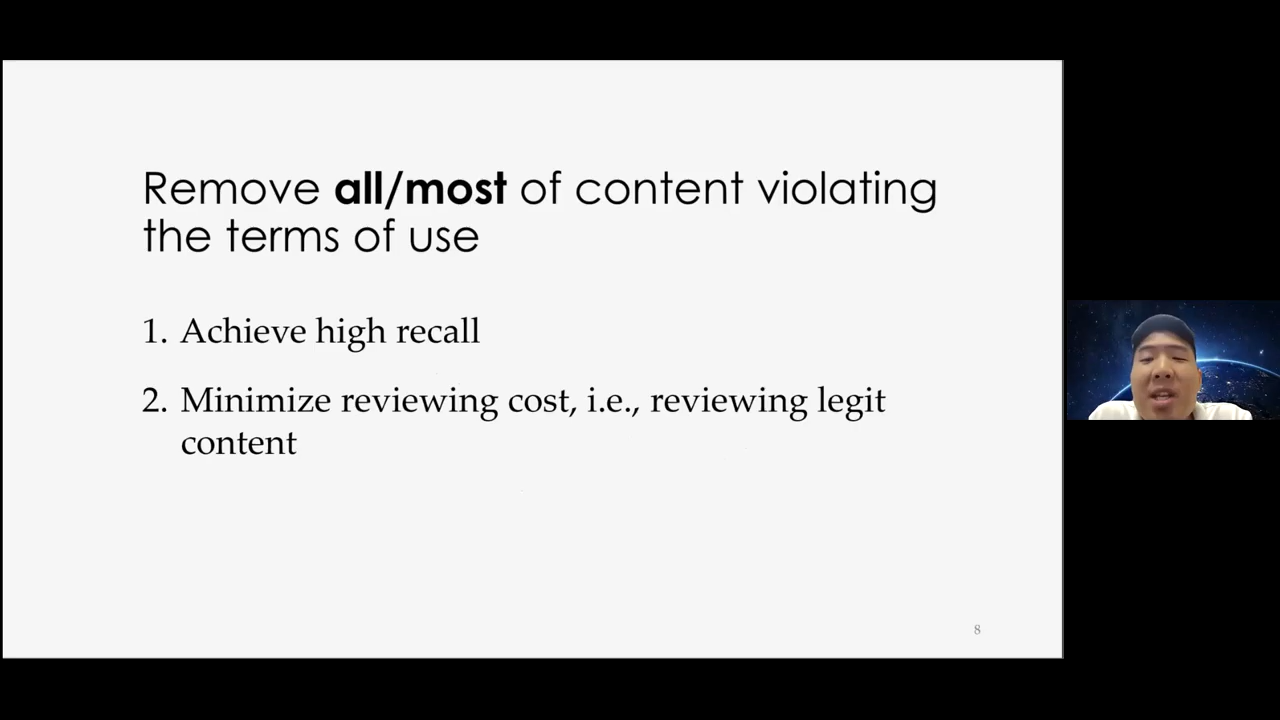 Remove all/most of content violating
the terms of use
1. Achieve high recall
2. Minimize reviewing cost, i.e., reviewing legit
content
8